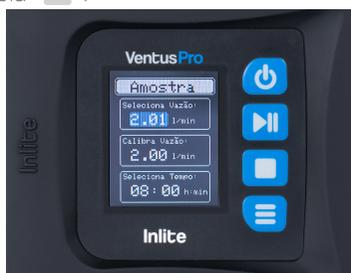 VentusPro
Amostra
Seleciona Vazão:
2.01 l/min
Calibra Vazão:
2.00 l/min
Seleciona Tempo:
08:00 h:min
Inlite
Inlite